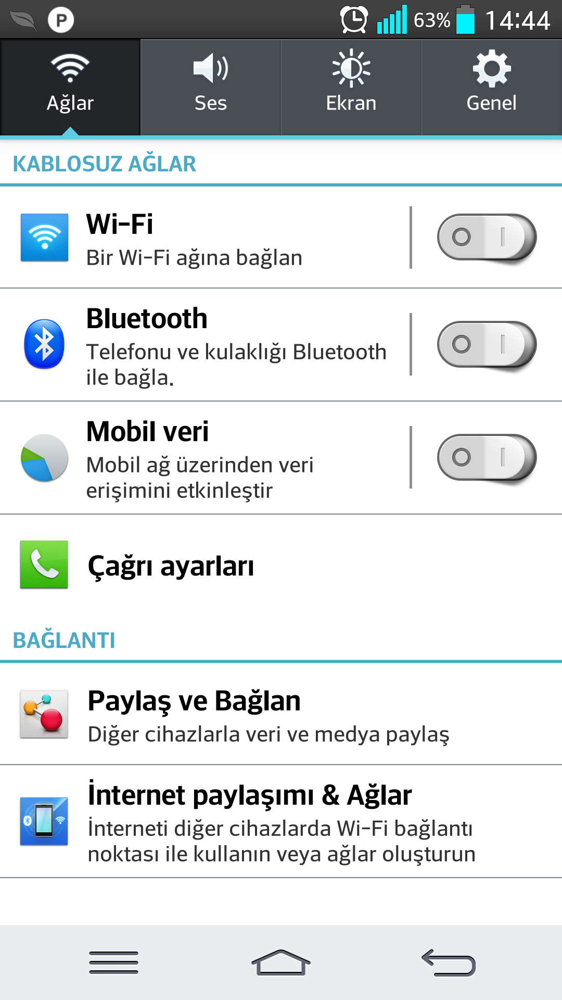 P 63% 14:44
Ağlar Ses Ekran Genel
KABLOSUZ AĞLAR
Wi-Fi
Bir Wi-Fi ağına bağlan
Bluetooth
Telefonu ve kulaklığı Bluetooth
ile bağla.
Mobil veri
Mobil ağ üzerinden veri
erişimini etkinleştir
Çağrı ayarları
BAĞLANTI
Paylaş ve Bağlan
Diğer cihazlarla veri ve medya paylaş
İnternet paylaşımı & Ağlar
İnterneti diğer cihazlarda Wi-Fi bağlantı
noktası ile kullanın veya ağlar oluşturun